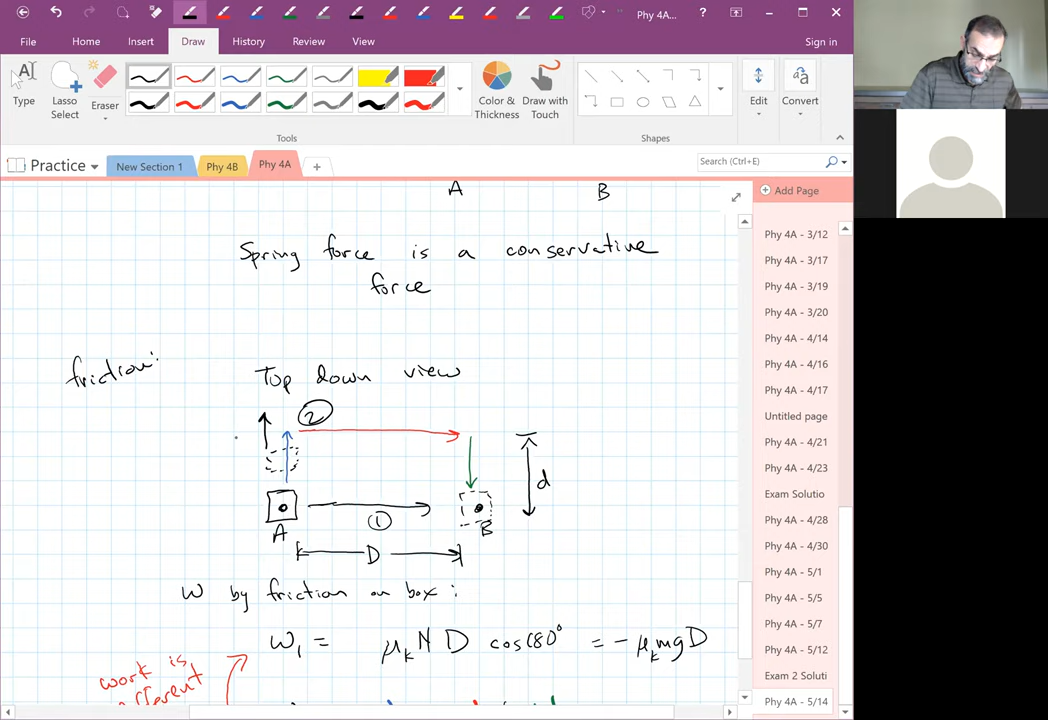 Phy 4A...
?
File
Home
Insert
Draw
History
Review
View
Sign in
Type
Lasso Select
Eraser
Color & Thickness
Draw with Touch
Edit
Convert
Tools
Shapes
Practice
New Section 1
Phy 4B
Phy 4A
+
Search (Ctrl+E)
Add Page
A B
Spring force is a conservative
force
friction:
Top down view
2
d
1
A B
D
W by friction on box:
W1 = μk N D cos180° = -μk mg D
work is
different
Phy 4A - 3/12
Phy 4A - 3/17
Phy 4A - 3/19
Phy 4A - 3/20
Phy 4A - 4/14
Phy 4A - 4/16
Phy 4A - 4/17
Untitled page
Phy 4A - 4/21
Phy 4A - 4/23
Exam Solutio
Phy 4A - 4/28
Phy 4A - 4/30
Phy 4A - 5/1
Phy 4A - 5/5
Phy 4A - 5/7
Phy 4A - 5/12
Exam 2 Soluti
Phy 4A - 5/14